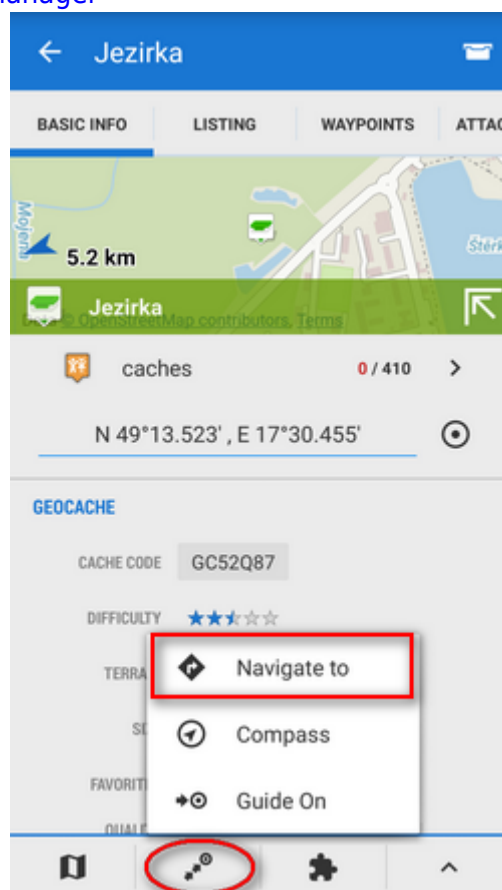 Jezirka
BASIC INFO LISTING WAYPOINTS
5.2 km
Jezirka
OpenStreetMap contributors, Terms
caches 0 / 410
N 49°13.523' , E 17°30.455'
GEOCACHE
CACHE CODE GC52Q87
DIFFICULTY
Navigate to
Compass
Guide On